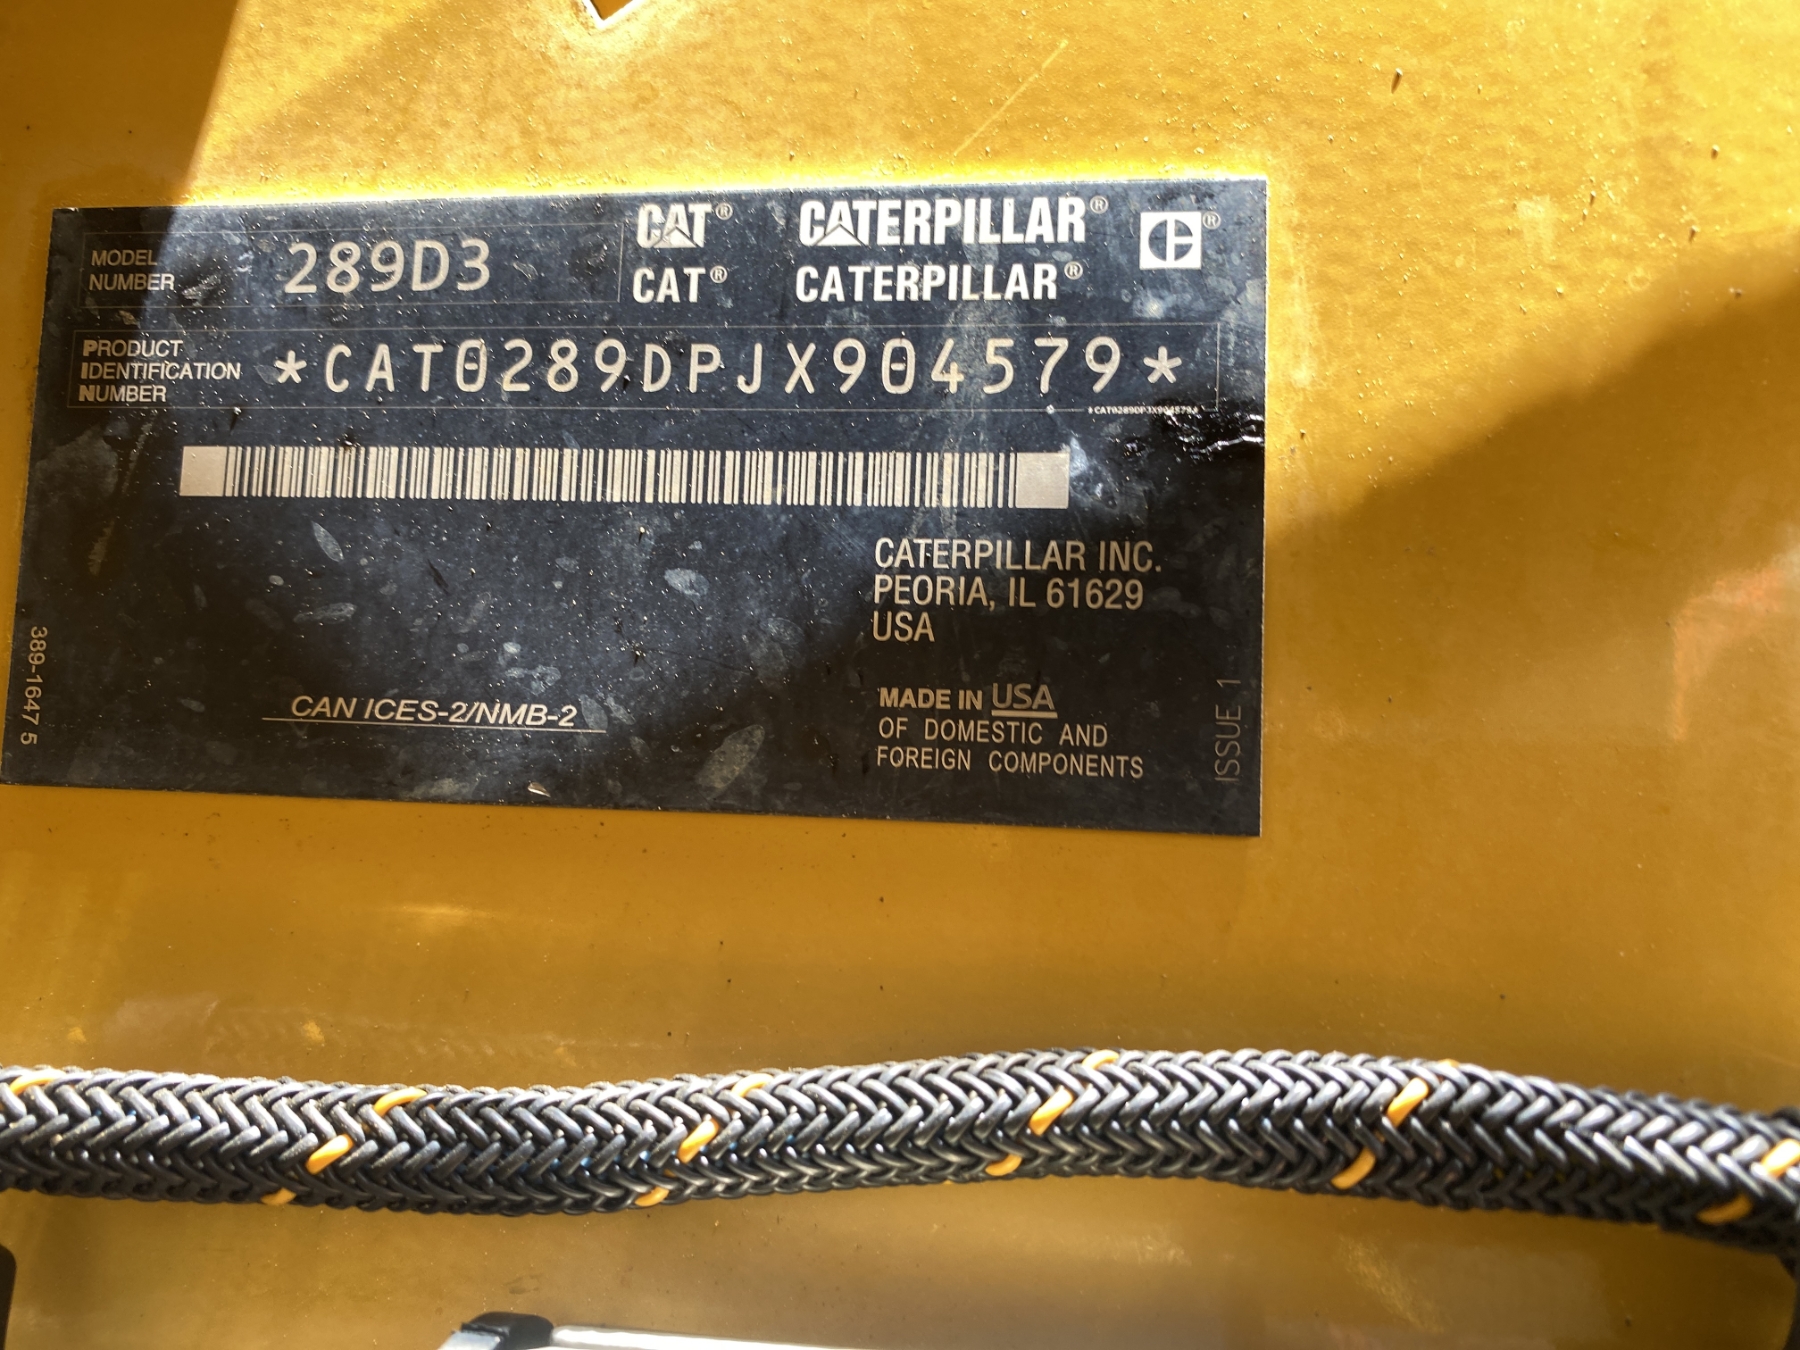 MODEL
NUMBER
289D3
CAT® CATERPILLAR® C®
CAT® CATERPILLAR®
PRODUCT
IDENTIFICATION
NUMBER
*CAT0289DPJX904579*
*CAT0289DPJX904579*
CATERPILLAR INC.
PEORIA, IL 61629
USA
389-1647 5
CAN ICES-2/NMB-2
MADE IN USA
OF DOMESTIC AND
FOREIGN COMPONENTS
ISSUE 1